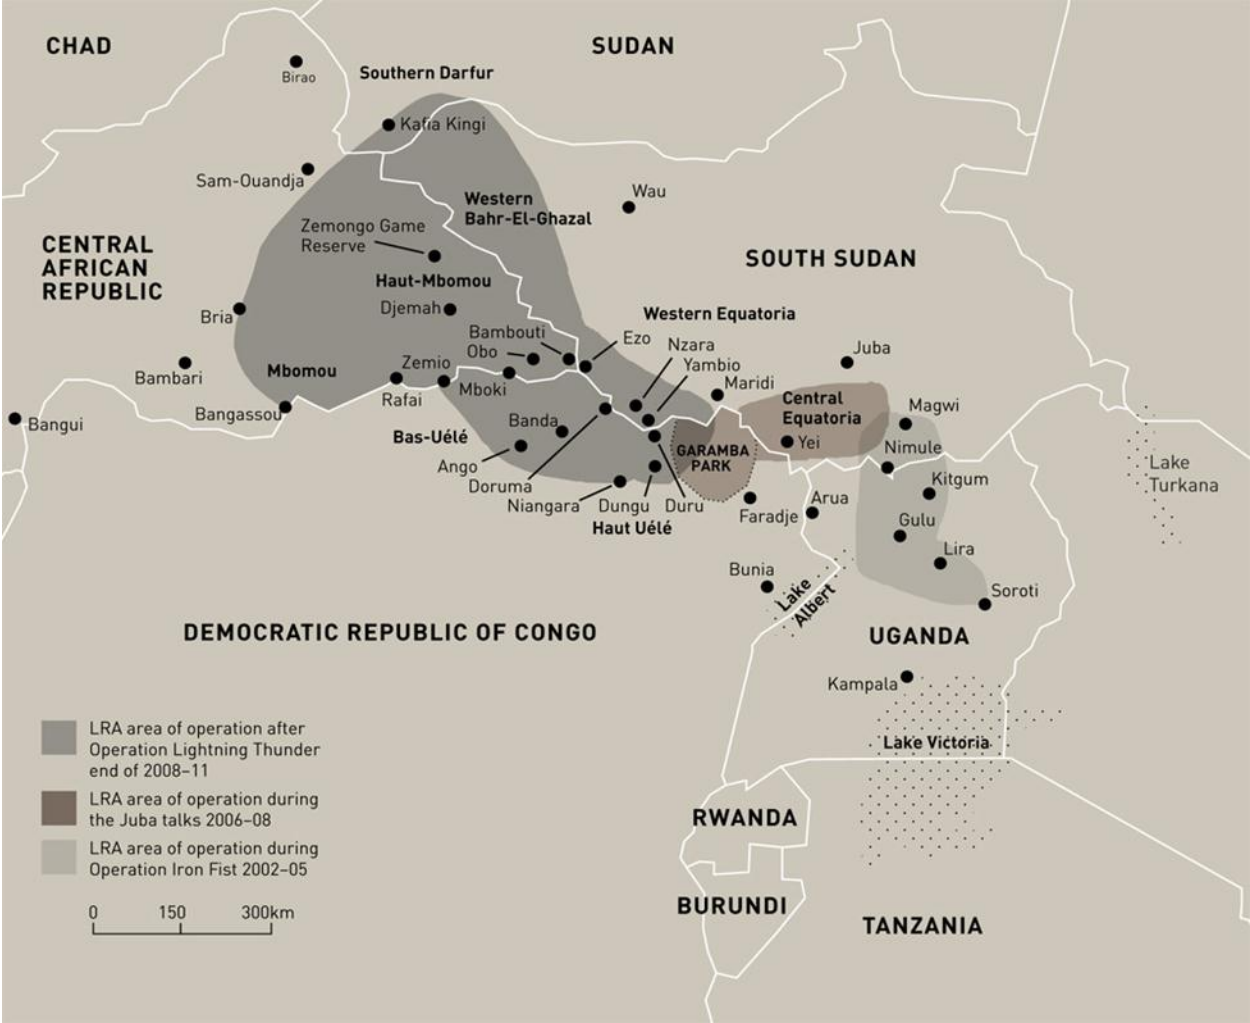 CHAD
SUDAN
Birao
Southern Darfur
Kafia Kingi
Sam-Ouandja
Wau
Western
Bahr-El-Ghazal
Zemongo Game
Reserve
CENTRAL
AFRICAN
REPUBLIC
SOUTH SUDAN
Haut-Mbomou
Djemah
Bria
Western Equatoria
Bambouti
Ezo
Obo
Nzara
Yambio
Juba
Zemio
Mbomou
Bambari
Mboki
Maridi
Rafai
Central
Equatoria
Magwi
Bangassou
Bangui
Banda
Bas-Uélé
Yei
Nimule
GARAMBA
PARK
Ango
Lake
Turkana
Doruma
Kitgum
Niangara
Dungu
Duru
Arua
Faradje
Haut Uélé
Gulu
Lira
Bunia
Lake
Albert
Soroti
DEMOCRATIC REPUBLIC OF CONGO
UGANDA
Kampala
Lake Victoria
LRA area of operation after
Operation Lightning Thunder
end of 2008–11
LRA area of operation during
the Juba talks 2006–08
LRA area of operation during
Operation Iron Fist 2002–05
RWANDA
BURUNDI
TANZANIA
0 150 300km